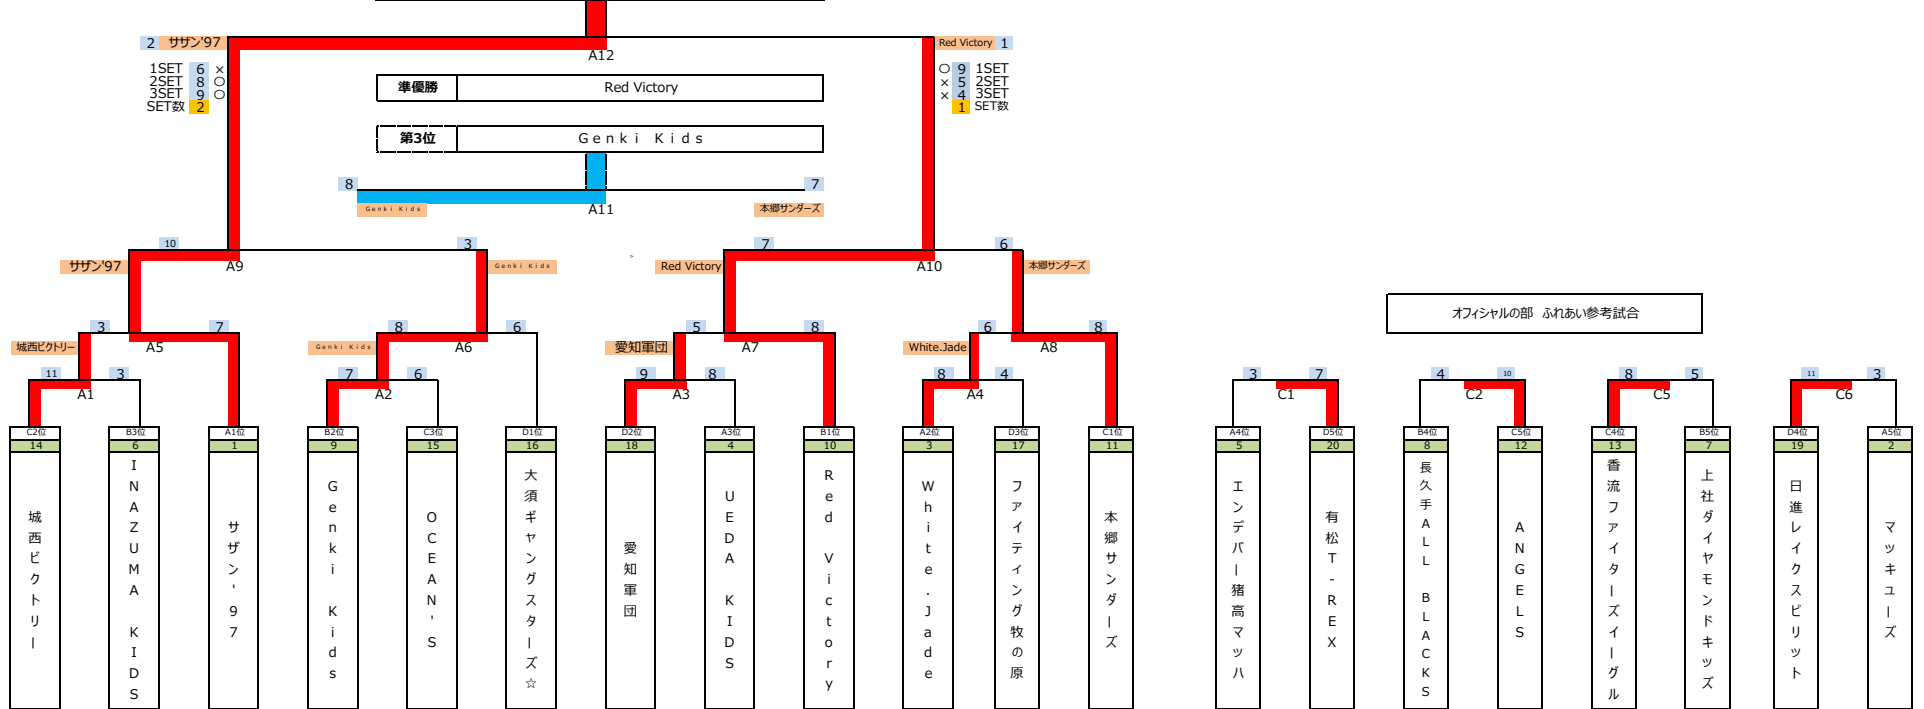 2 サザン'97
Red Victory 1
A12
1SET 6 ×
2SET 8 〇
3SET 9 〇
SET数 2
〇 9 1SET
× 5 2SET
× 4 3SET
1 SET数
準優勝 Red Victory
第3位 Genki Kids
8 7
Genki Kids A11 本郷サンダーズ
10 3 7 6
サザン'97 A9 Genki Kids > Red Victory A10 本郷サンダーズ
オフィシャルの部 ふれあい参考試合
3 7 8 6 5 8 6 8
城西ビクトリー A5 Genki Kids A6 愛知軍団 A7 White.Jade A8
11 3 7 6 9 8 8 4 3 7 4 10 8 5 11 3
A1 A2 A3 A4 C1 C2 C5 C6
C2位 B3位 A1位 B2位 C3位 D1位 D2位 A3位 B1位 A2位 D3位 C1位 A4位 D5位 B4位 C5位 C4位 B5位 D4位 A5位
14 6 1 9 15 16 18 4 10 3 17 11 5 20 8 12 13 7 19 2
城西ビクトリー
INAZUMA KIDS
サザン'97
Genki Kids
OCEAN'S
大須ギャングスターズ☆
愛知軍団
UEDA KIDS
Red Victory
White.Jade
ファイティング牧の原
本郷サンダーズ
エンデバー猪高マッハ
有松T-REX
長久手ALL BLACKS
ANGELS
香流ファイターズイーグル
上社ダイヤモンドキッズ
日進レイクスピリット
マッキューズ